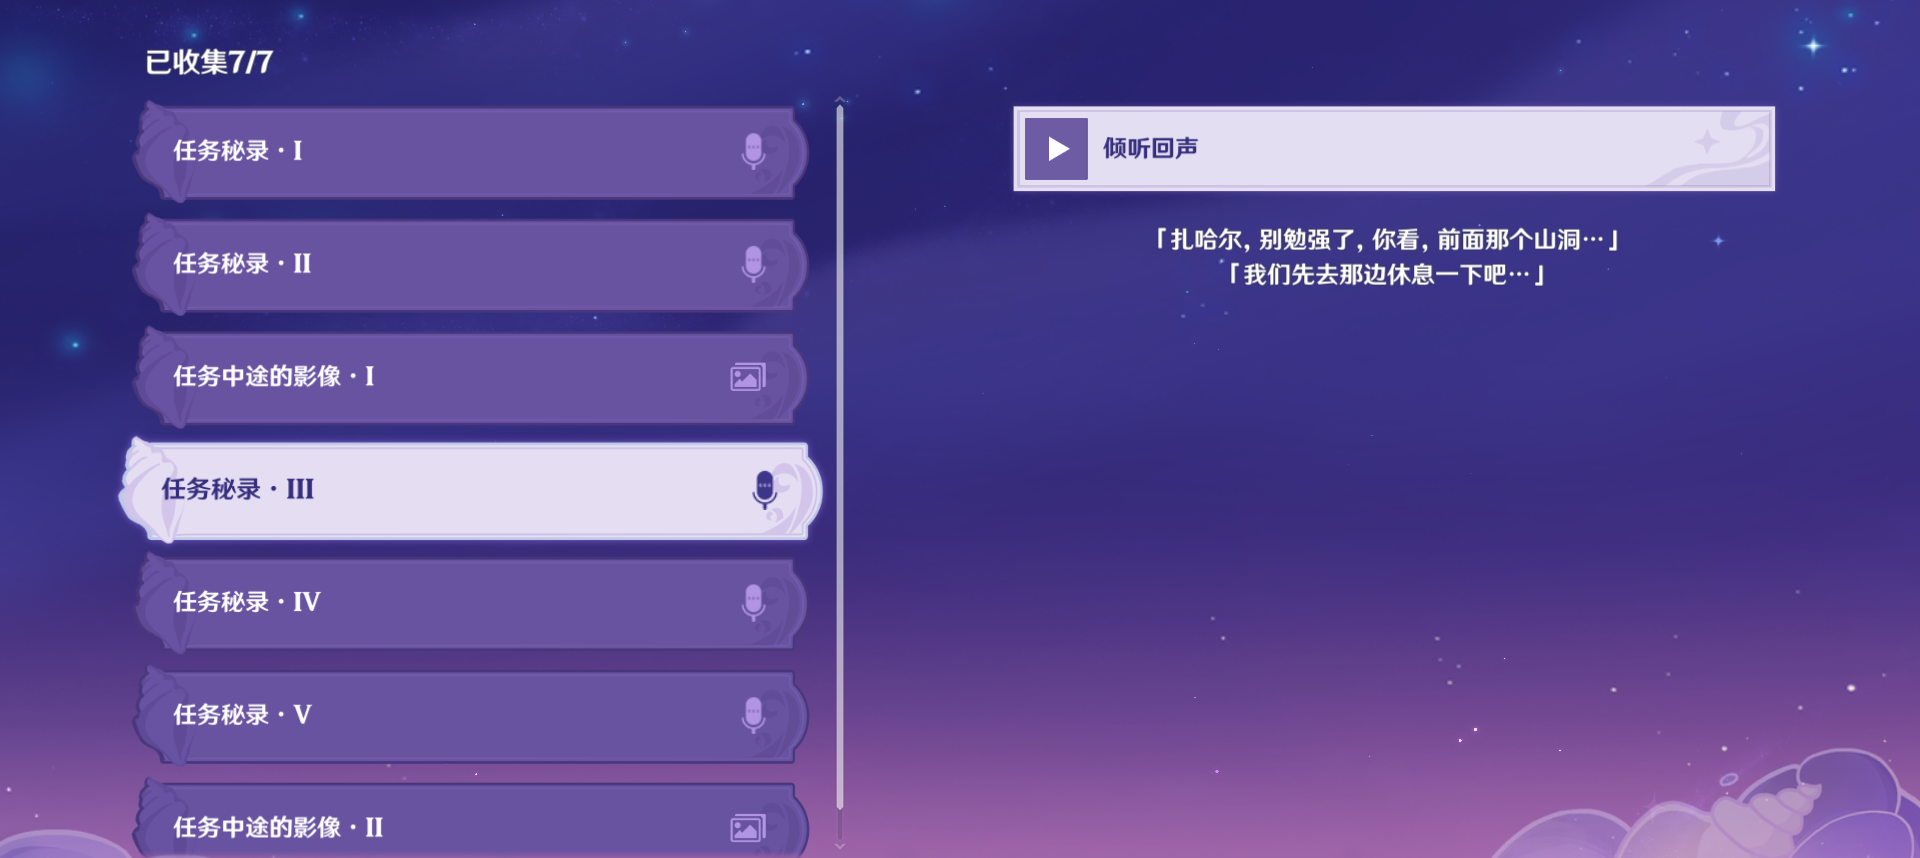 已收集7/7
任务秘录·I
任务秘录·II
任务中途的影像·I
任务秘录·III
任务秘录·IV
任务秘录·V
任务中途的影像·II
倾听回声
「扎哈尔,别勉强了,你看,前面那个山洞…」
「我们先去那边休息一下吧…」